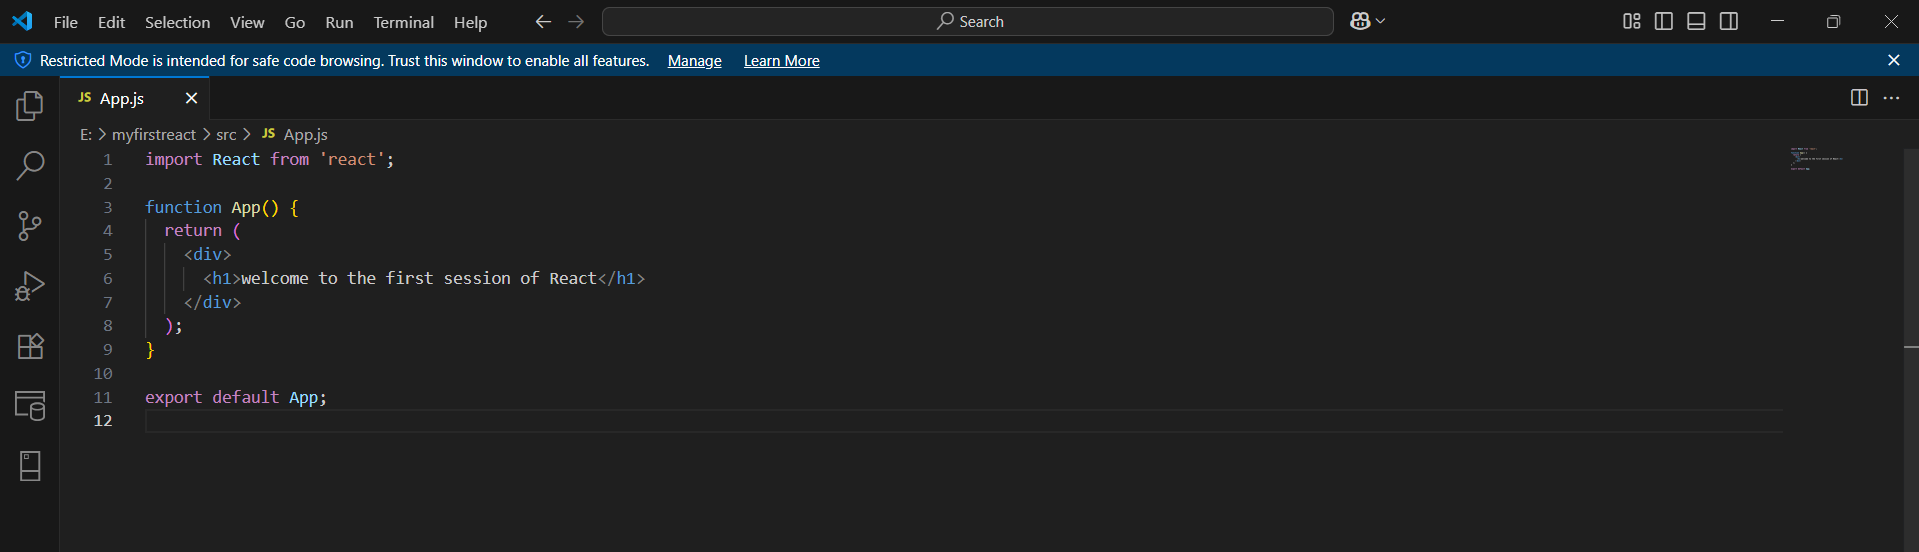 File Edit Selection View Go Run Terminal Help Search
Restricted Mode is intended for safe code browsing. Trust this window to enable all features. Manage Learn More
JS App.js
E: > myfirstreact > src > JS App.js
1 import React from 'react';
2
3 function App() {
4 return (
5 <div>
6 <h1>welcome to the first session of React</h1>
7 </div>
8 );
9 }
10
11 export default App;
12